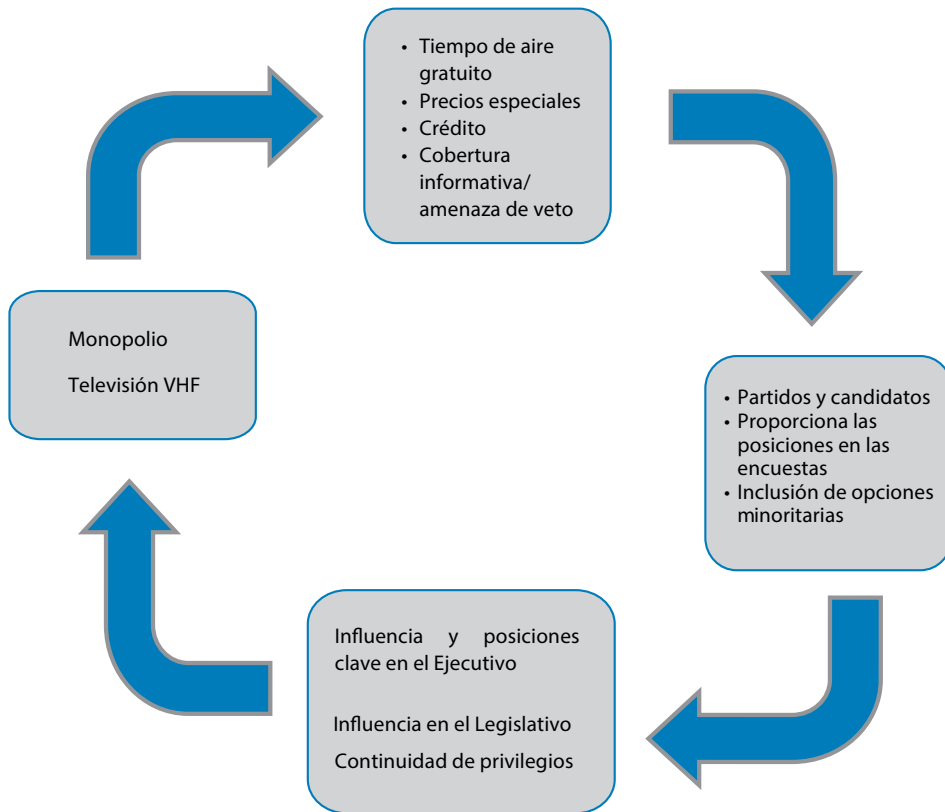 • Tiempo de aire
gratuito
• Precios especiales
• Crédito
• Cobertura
informativa/
amenaza de veto
Monopolio
Televisión VHF
• Partidos y candidatos
• Proporciona las
posiciones en las
encuestas
• Inclusión de opciones
minoritarias
Influencia y posiciones
clave en el Ejecutivo
Influencia en el Legislativo
Continuidad de privilegios